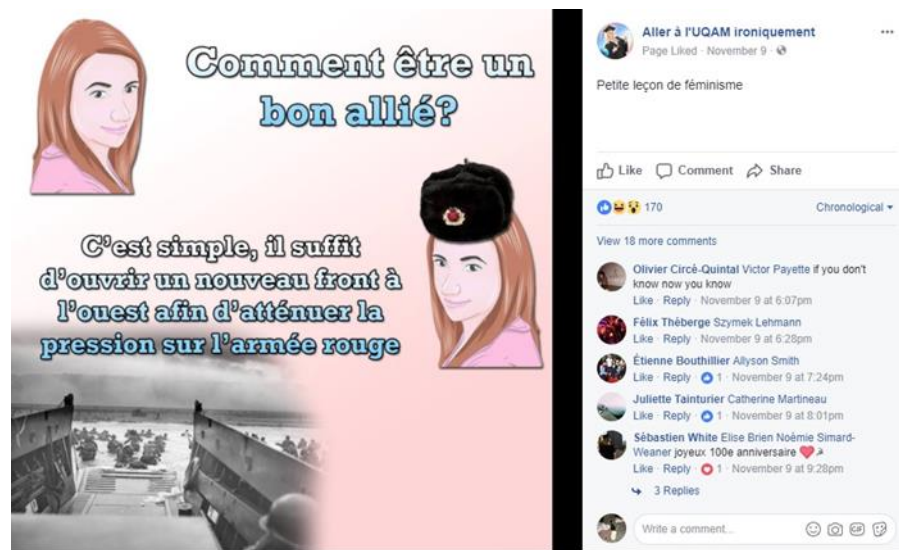 Comment être un
bon allié?
C'est simple, il suffit
d'ouvrir un nouveau front à
l'ouest afin d'atténuer la
pression sur l'armée rouge
Aller à l'UQAM ironiquement
Page Liked · November 9 ·
Petite leçon de féminisme
Like Comment Share
170 Chronological
View 18 more comments
Olivier Circé-Quintal Victor Payette if you don't
know now you know
Like · Reply · November 9 at 6:07pm
Félix Théberge Szymek Lehmann
Like · Reply · November 9 at 6:28pm
Étienne Bouthillier Allyson Smith
Like · Reply · 1 · November 9 at 7:24pm
Juliette Tainturier Catherine Martineau
Like · Reply · 1 · November 9 at 8:01pm
Sébastien White Elise Brien Noémie Simard-
Weaner joyeux 100e anniversaire ❤️☭
Like · Reply · 1 · November 9 at 9:28pm
3 Replies
Write a comment...
GIF